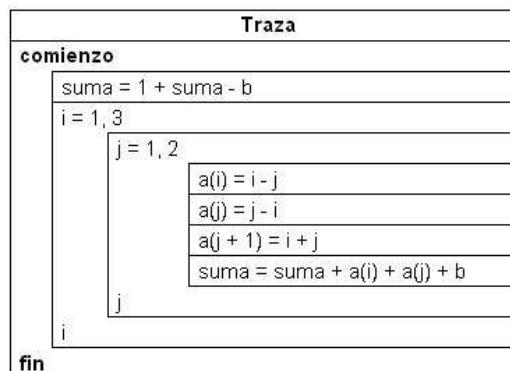 Traza
comienzo
suma = 1 + suma - b
i = 1, 3
j = 1, 2
a(i) = i - j
a(j) = j - i
a(j + 1) = i + j
suma = suma + a(i) + a(j) + b
j
i
fin